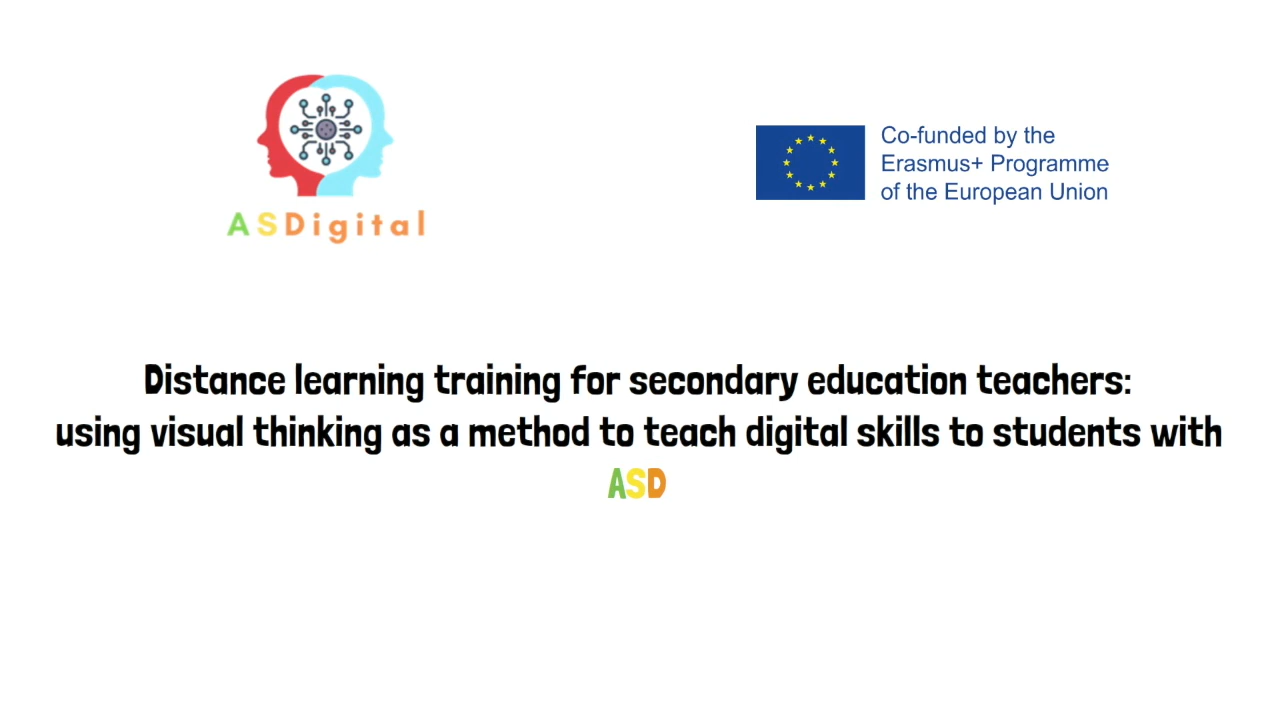 ASDigital
Co-funded by the
Erasmus+ Programme
of the European Union
Distance learning training for secondary education teachers:
using visual thinking as a method to teach digital skills to students with
ASD